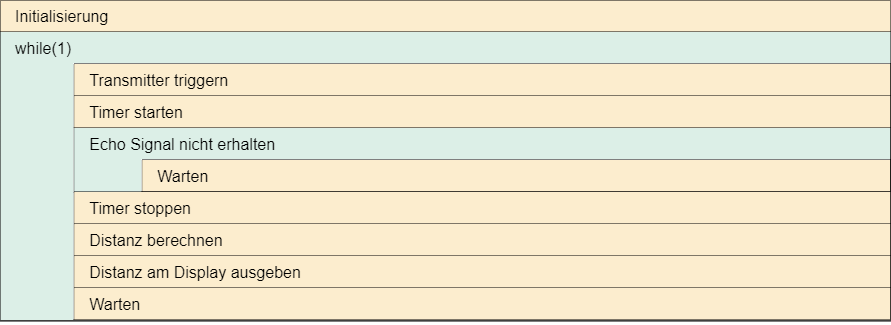 Initialisierung
while(1)
Transmitter triggern
Timer starten
Echo Signal nicht erhalten
Warten
Timer stoppen
Distanz berechnen
Distanz am Display ausgeben
Warten